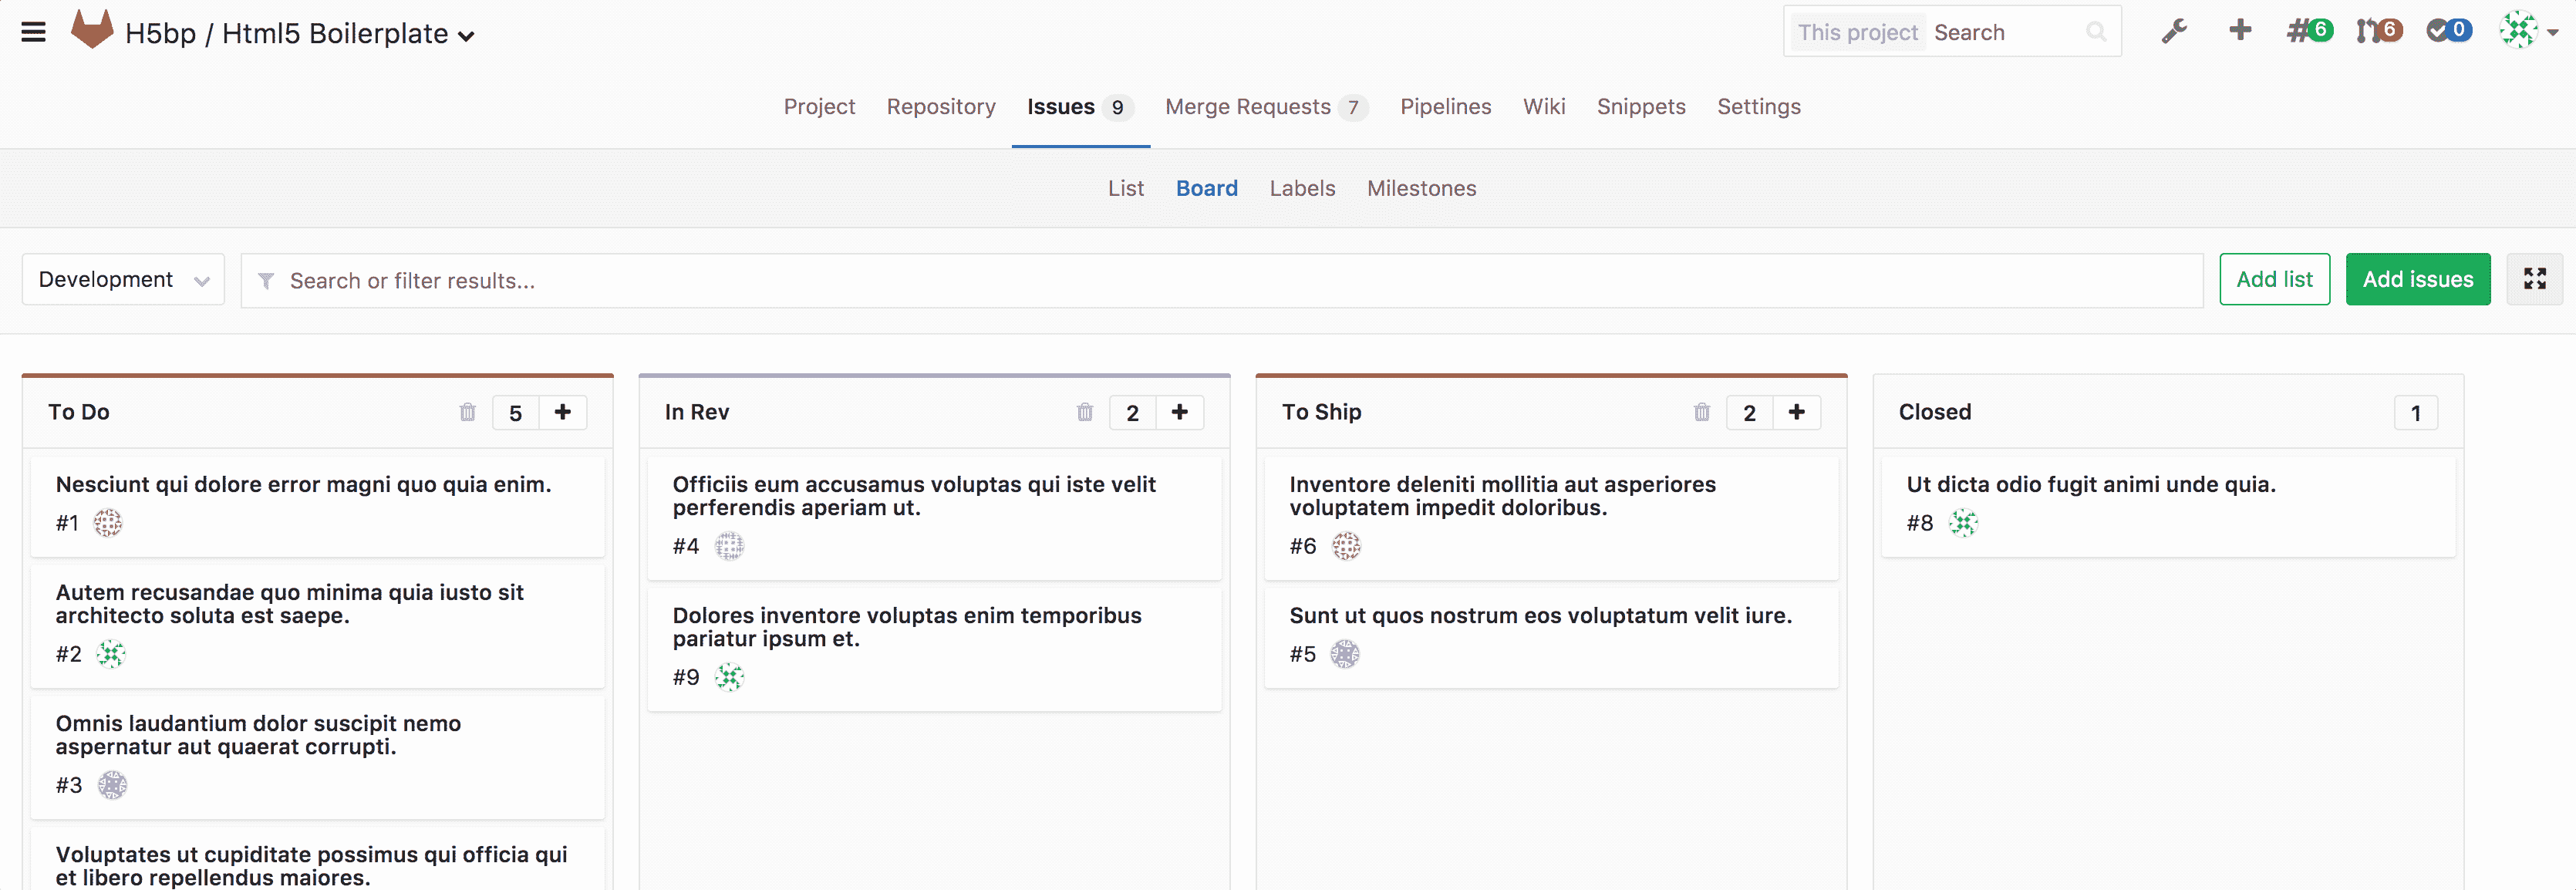 H5bp / Html5 Boilerplate
This project Search
6
6
0
Project Repository Issues 9 Merge Requests 7 Pipelines Wiki Snippets Settings
List Board Labels Milestones
Development
Search or filter results...
Add list
Add issues
To Do 5
Nesciunt qui dolore error magni quo quia enim.
#1
Autem recusandae quo minima quia iusto sit
architecto soluta est saepe.
#2
Omnis laudantium dolor suscipit nemo
aspernatur aut quaerat corrupti.
#3
Voluptates ut cupiditate possimus qui officia qui
et libero repellendus maiores.
In Rev 2
Officiis eum accusamus voluptas qui iste velit
perferendis aperiam ut.
#4
Dolores inventore voluptas enim temporibus
pariatur ipsum et.
#9
To Ship 2
Inventore deleniti mollitia aut asperiores
voluptatem impedit doloribus.
#6
Sunt ut quos nostrum eos voluptatum velit iure.
#5
Closed 1
Ut dicta odio fugit animi unde quia.
#8